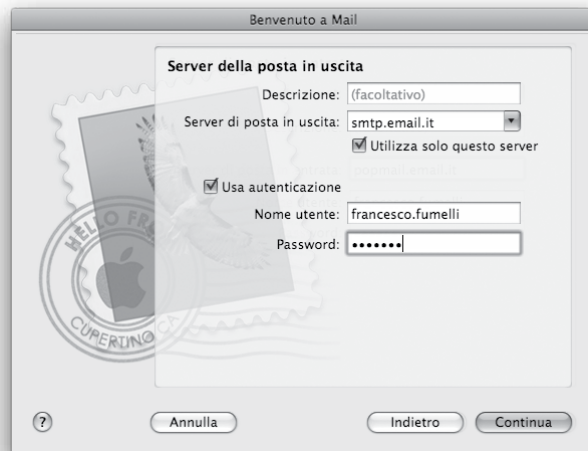 Benvenuto a Mail
Server della posta in uscita
Descrizione: (facoltativo)
Server di posta in uscita: smtp.email.it
Utilizza solo questo server
Usa autenticazione
Nome utente: francesco.fumelli
Password: •••••••
HELLO FR
CUPERTINO CA
? Annulla Indietro Continua